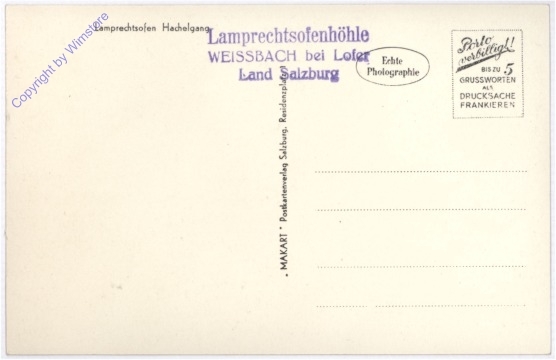 Lamprechtsofen Hachelgang
Copyright by Wimstore
Lamprechtsofenhöhle
WEISSBACH bei Lofer
Land Salzburg
Echte
Photographie
Porto
verbilligt!
BIS ZU 5
GRUSSWORTEN
ALS
DRUCKSACHE
FRANKIEREN
„MAKART" Postkartenverlag Salzburg, Residenzplatz